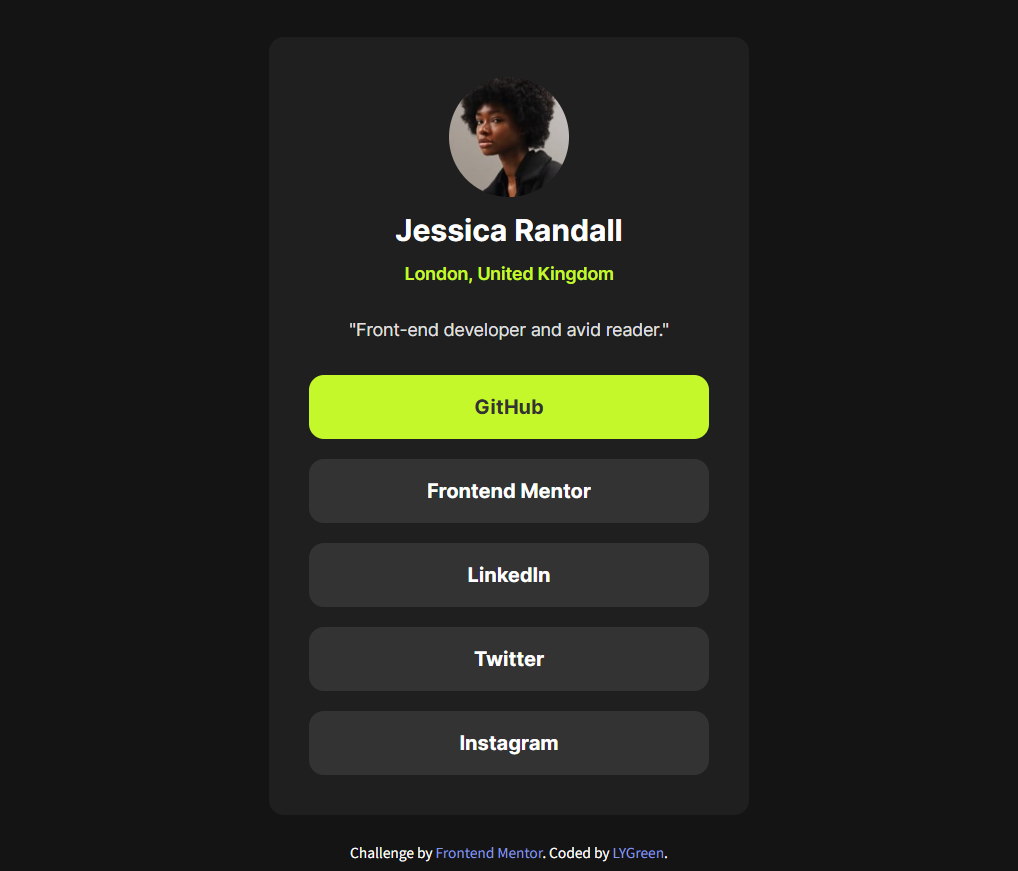 Jessica Randall
London, United Kingdom
"Front-end developer and avid reader."
GitHub
Frontend Mentor
LinkedIn
Twitter
Instagram
Challenge by Frontend Mentor. Coded by LYGreen.